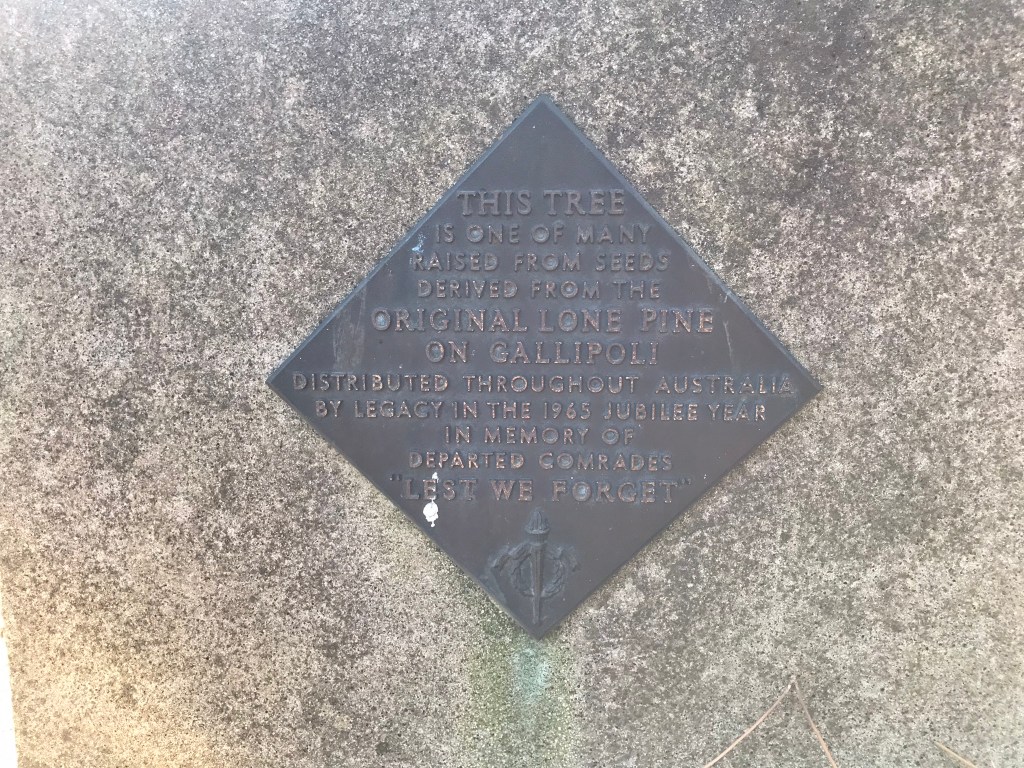 THIS TREE
IS ONE OF MANY
RAISED FROM SEEDS
DERIVED FROM THE
ORIGINAL LONE PINE
ON GALLIPOLI
DISTRIBUTED THROUGHOUT AUSTRALIA
BY LEGACY IN THE 1965 JUBILEE YEAR
IN MEMORY OF
DEPARTED COMRADES
"LEST WE FORGET"